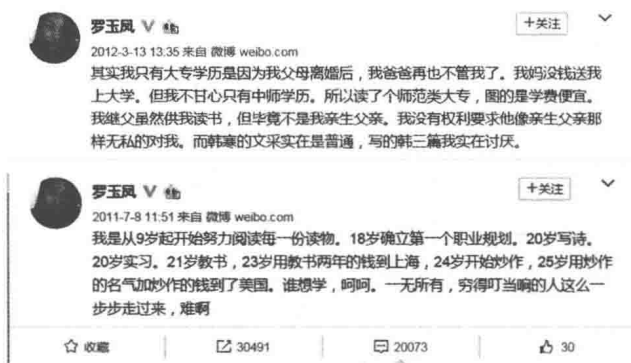 罗玉凤
+关注
2012-3-13 13:35 来自 微博 weibo.com
其实我只有大专学历是因为我父母离婚后，我爸爸再也不管我了。我妈没钱送我
上大学。但我不甘心只有中师学历。所以读了个师范类大专，图的是学费便宜。
我继父虽然供我读书，但毕竟不是我亲生父亲。我没有权利要求他像亲生父亲那
样无私的对我。而韩寒的文采实在是普通，写的韩三篇我实在讨厌。
罗玉凤
+关注
2011-7-8 11:51 来自 微博 weibo.com
我是从9岁起开始努力阅读每一份读物。18岁确立第一个职业规划。20岁写诗。
20岁实习。21岁教书，23岁用教书两年的钱到上海，24岁开始炒作，25岁用炒作
的名气加炒作的钱到了美国。谁想学，呵呵。一无所有，穷得叮当响的人这么一
步步走过来，难啊
收藏 30491 20073 30